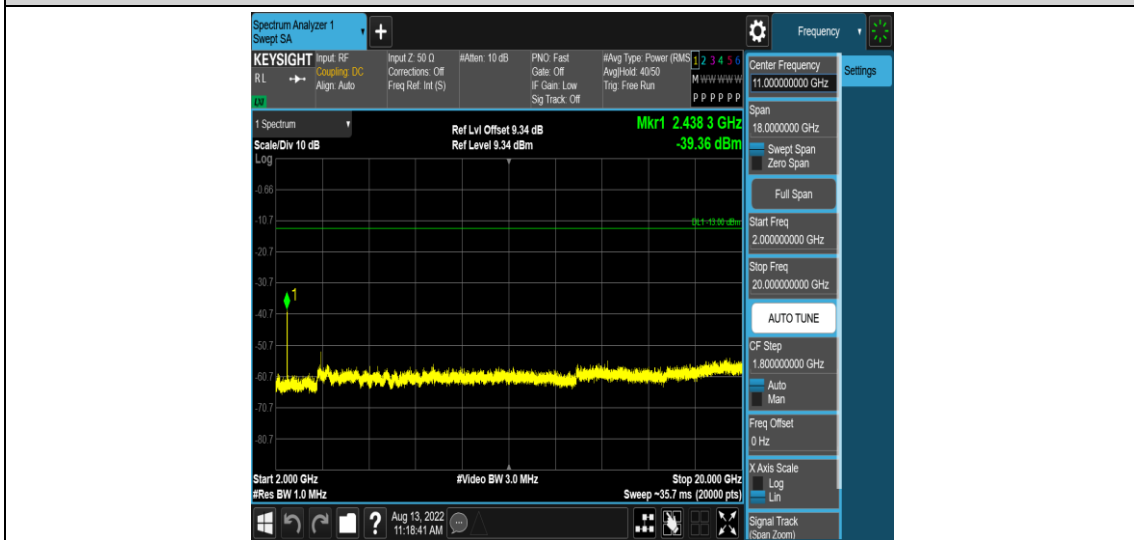 Spectrum Analyzer 1
Swept SA
+
Frequency
KEYSIGHT
RL
LXI
Input: RF
Coupling: DC
Align: Auto
Input Z: 50 Ω
Corrections: Off
Freq Ref: Int (S)
#Atten: 10 dB
PNO: Fast
Gate: Off
IF Gain: Low
Sig Track: Off
#Avg Type: Power (RMS
Avg|Hold: 40/50
Trig: Free Run
1 2 3 4 5 6
M W W W W W
P P P P P P
Center Frequency
11.000000000 GHz
Settings
Span
18.0000000 GHz
Swept Span
Zero Span
Full Span
Start Freq
2.000000000 GHz
Stop Freq
20.000000000 GHz
AUTO TUNE
CF Step
1.800000000 GHz
Auto
Man
Freq Offset
0 Hz
X Axis Scale
Log
Lin
Signal Track
(Span Zoom)
1 Spectrum
Scale/Div 10 dB
Log
Ref Lvl Offset 9.34 dB
Ref Level 9.34 dBm
Mkr1 2.438 3 GHz
-39.36 dBm
-0.66
-10.7
DL1 -13.00 dBm
-20.7
-30.7
1
-40.7
-50.7
-60.7
-70.7
-80.7
Start 2.000 GHz
#Res BW 1.0 MHz
#Video BW 3.0 MHz
Stop 20.000 GHz
Sweep ~35.7 ms (20000 pts)
?
Aug 13, 2022
11:18:41 AM